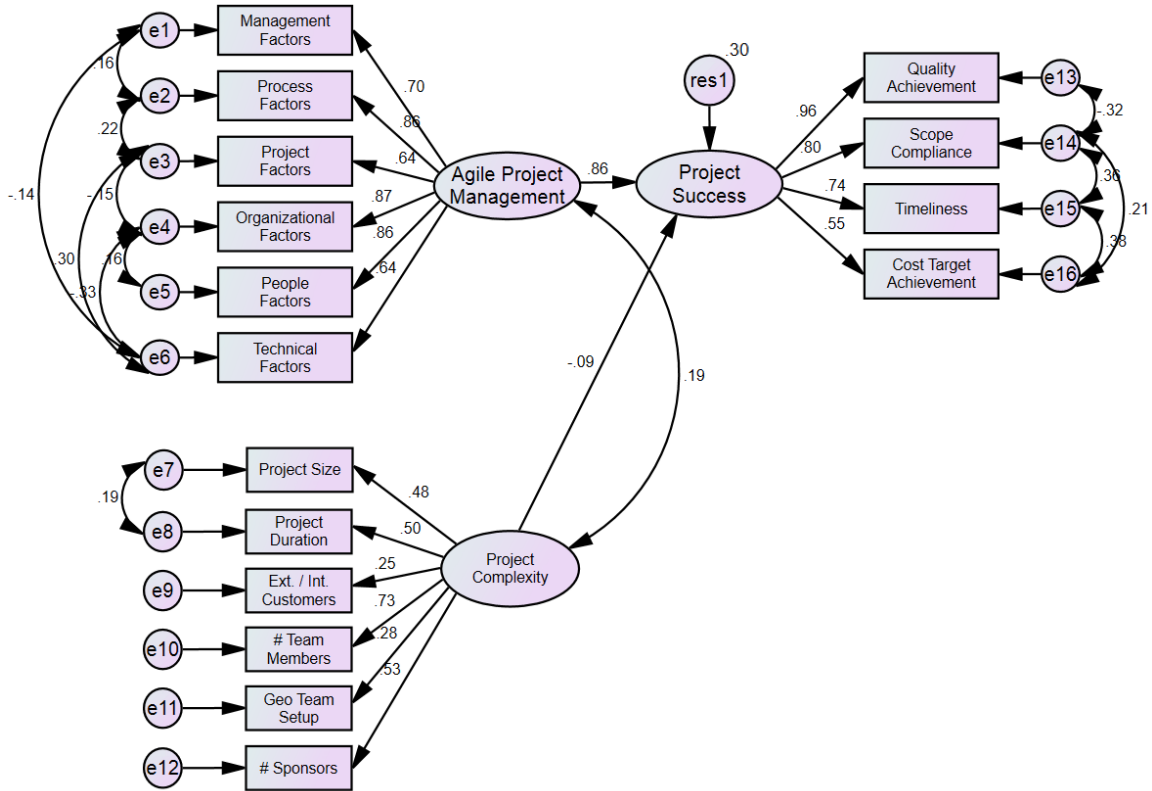 e1
Management
Factors
.16
e2
Process
Factors
.22
e3
Project
Factors
-.14
-.15
e4
Organizational
Factors
.30
.16
-.33
e5
People
Factors
e6
Technical
Factors
.70
.86
.64
.87
.86
.64
Agile Project
Management
.86
.30
res1
Project
Success
.96
.80
.74
.55
Quality
Achievement
e13
-.32
Scope
Compliance
e14
.36
Timeliness
e15
.21
.38
Cost Target
Achievement
e16
-.09
.19
e7
Project Size
.19
e8
Project
Duration
e9
Ext. / Int.
Customers
e10
# Team
Members
e11
Geo Team
Setup
e12
# Sponsors
.48
.50
.25
.73
.28
.53
Project
Complexity